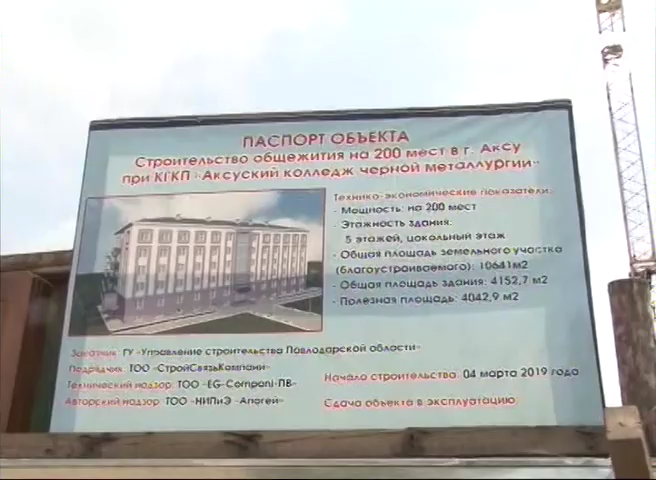 ПАСПОРТ ОБЪЕКТА
Строительство общежития на 200 мест в г. Аксу
при КГКП «Аксуский колледж черной металлургии»
Технико-экономические показатели:
- Мощность: на 200 мест
- Этажность здания:
5 этажей, цокольный этаж
- Общая площадь земельного участка
(благоустраиваемого): 10641м2
- Общая площадь здания: 4152,7 м2
- Полезная площадь: 4042,9 м2
Заказчик: ГУ «Управление строительства Павлодарской области»
Подрядчик: ТОО «СтройСвязьКомпани»
Технический надзор: ТОО «EG-Compani-ПВ»
Авторский надзор: ТОО «НИПиЭ «Апогей»
Начало строительства: 04 марта 2019 года
Сдача объекта в эксплуатацию: